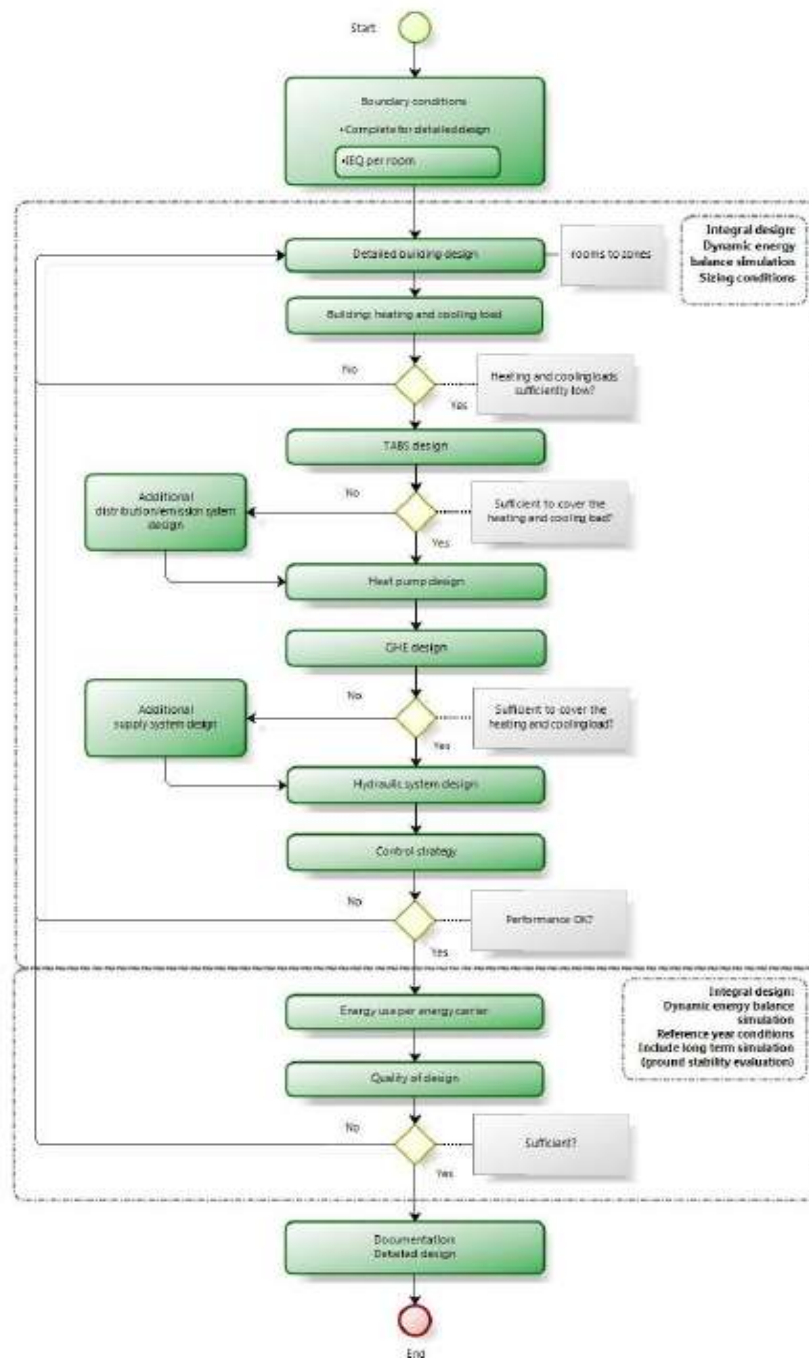 Start
Boundary conditions
•Complete for detailed design
•IEQ per room
Integral design:
Dynamic energy
balance simulation
Sizing conditions
Detailed building design
rooms to zones
Building: heating and cooling load
No
Heating and cooling loads
sufficiently low?
Yes
TABS design
Additional
distribution/emission system
design
No
Sufficient to cover the
heating and cooling load?
Yes
Heat pump design
GHE design
Additional
supply system design
No
Sufficient to cover the
heating and cooling load?
Yes
Hydraulic system design
Control strategy
No
Performance OK?
Yes
Integral design:
Dynamic energy balance
simulation
Reference year conditions
Include long term simulation
(ground stability evaluation)
Energy use per energy carrier
Quality of design
No
Sufficient?
Yes
Documentation:
Detailed design
End